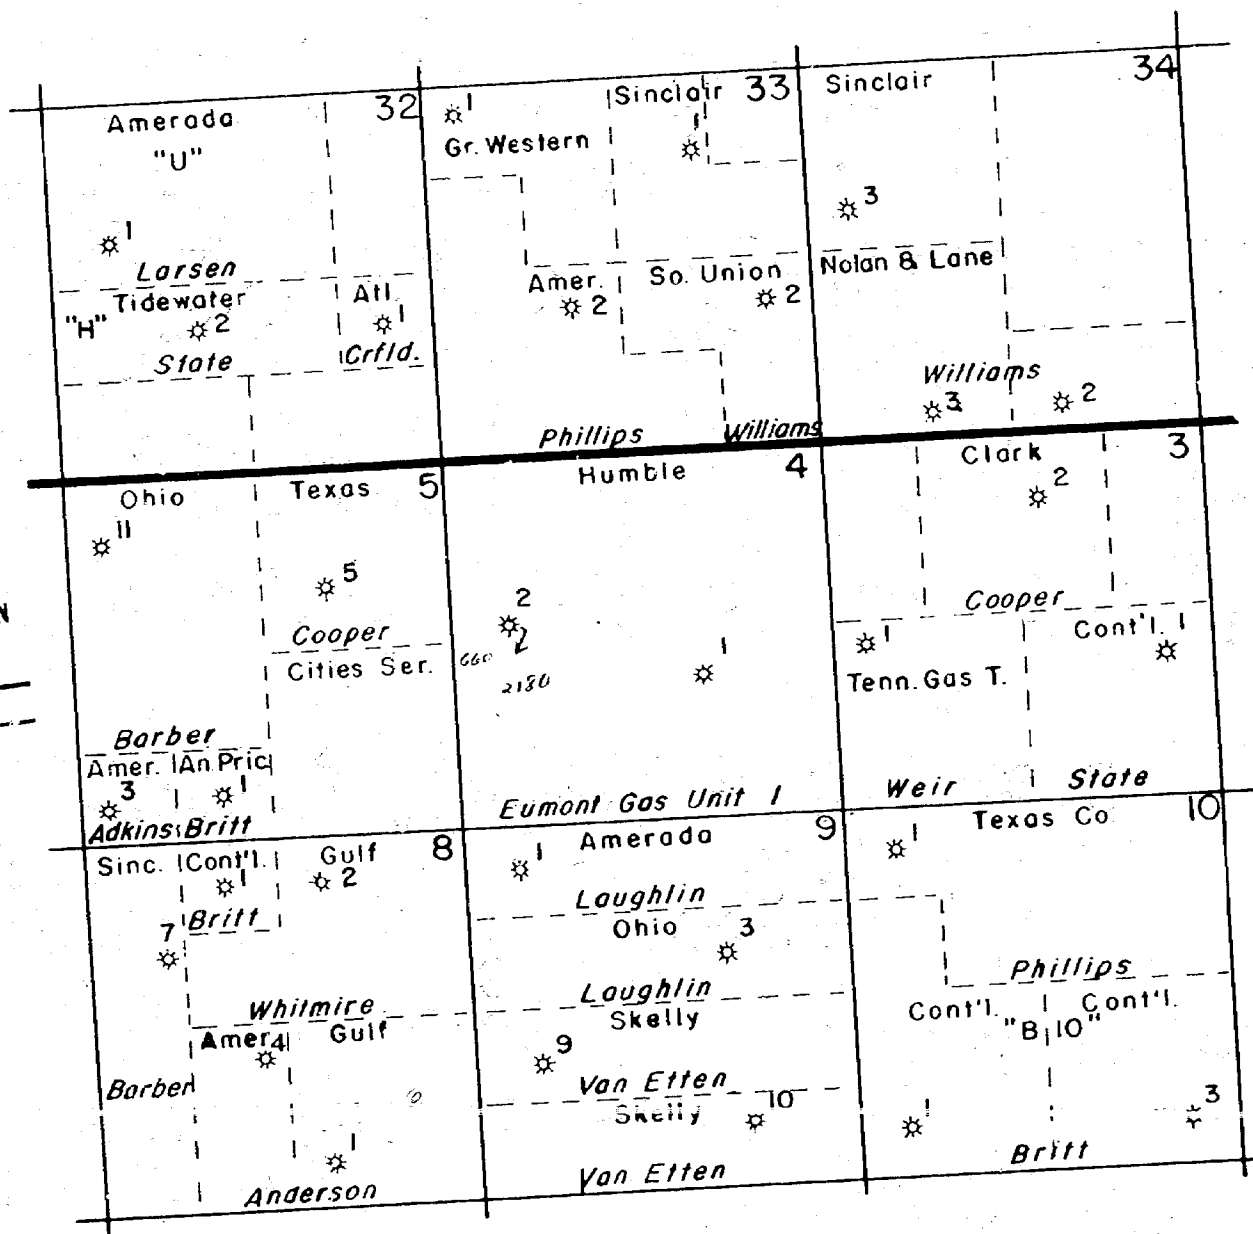 Amerada 32
"U"
1
Larsen
Tidewater
"H" 2
State
Atl.
1
Crfld.
1
Gr. Western
Sinclair 33
1
Amer.
2
So. Union
2
Phillips
Williams
Sinclair
34
3
Nolan & Lane
Williams
3
2
Ohio
11
Texas 5
5
Cooper
Cities Ser.
Barber
Amer.
3
Adkins
An. Pric
1
Britt
Humble 4
2
2
660
2180
1
Eumont Gas Unit 1
Clark 3
2
Cooper
1
Tenn. Gas T.
Weir
Cont'l. 1
State
Sinc.
7
Barber
Cont'l.
1
Britt
Gulf 8
2
Whitmire
Amer.
4
Gulf
1
Anderson
Amerada 9
1
Laughlin
Ohio
3
Laughlin
Skelly
9
Van Etten
Skelly
10
Van Etten
Texas Co 10
1
Phillips
Cont'l. Cont'l.
"B 10"
1
3
Britt
N